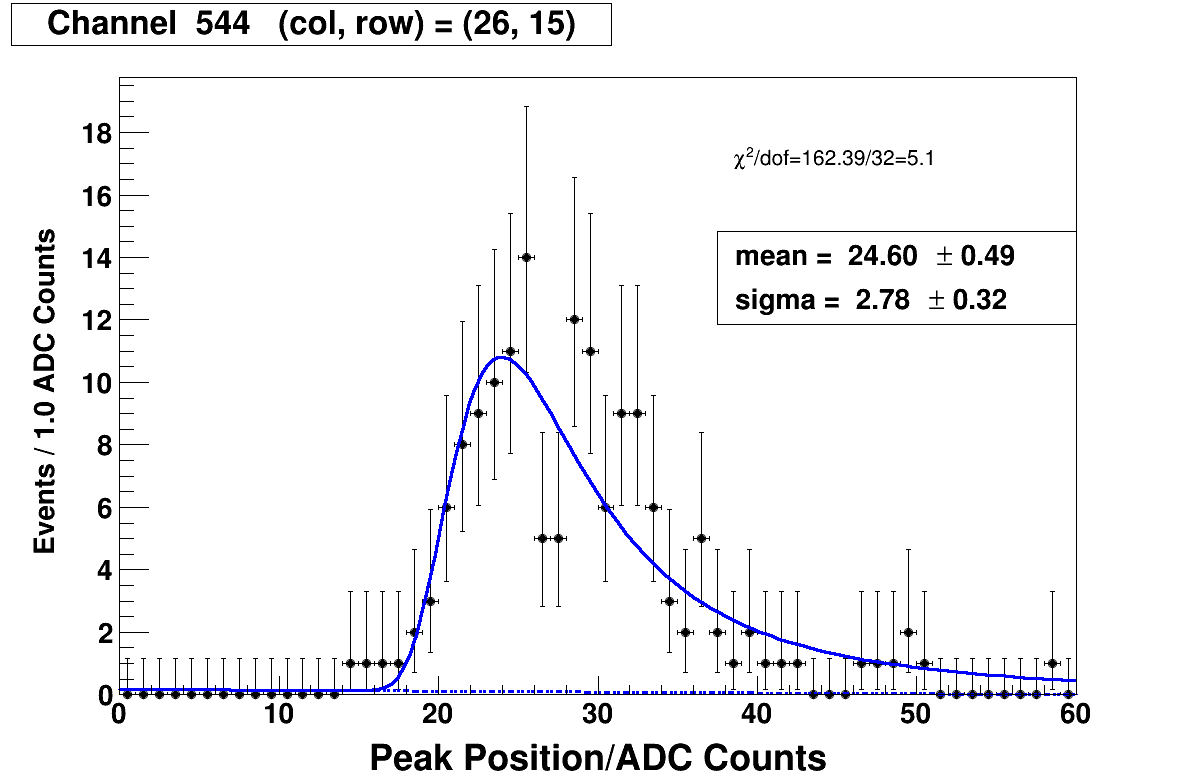 Channel 544 (col, row) = (26, 15)
χ²/dof=162.39/32=5.1
mean = 24.60 ± 0.49
sigma = 2.78 ± 0.32
Events / 1.0 ADC Counts
18
16
14
12
10
8
6
4
2
0
0 10 20 30 40 50 60
Peak Position/ADC Counts